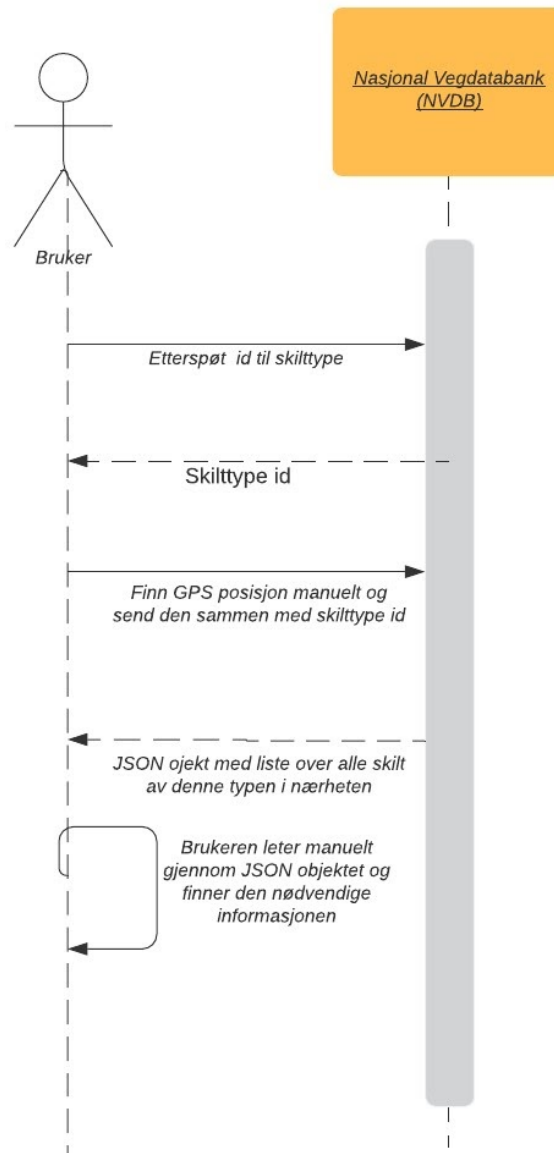 Nasjonal Vegdatabank
(NVDB)
Bruker
Etterspøt id til skilttype
Skilttype id
Finn GPS posisjon manuelt og
send den sammen med skilttype id
JSON ojekt med liste over alle skilt
av denne typen i nærheten
Brukeren leter manuelt
gjennom JSON objektet og
finner den nødvendige
informasjonen